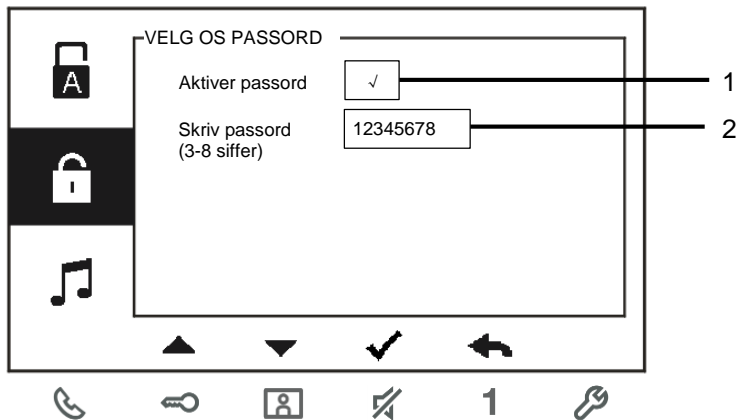 A
VELG OS PASSORD
Aktiver passord √ 1
Skriv passord 12345678 2
(3-8 siffer)
1